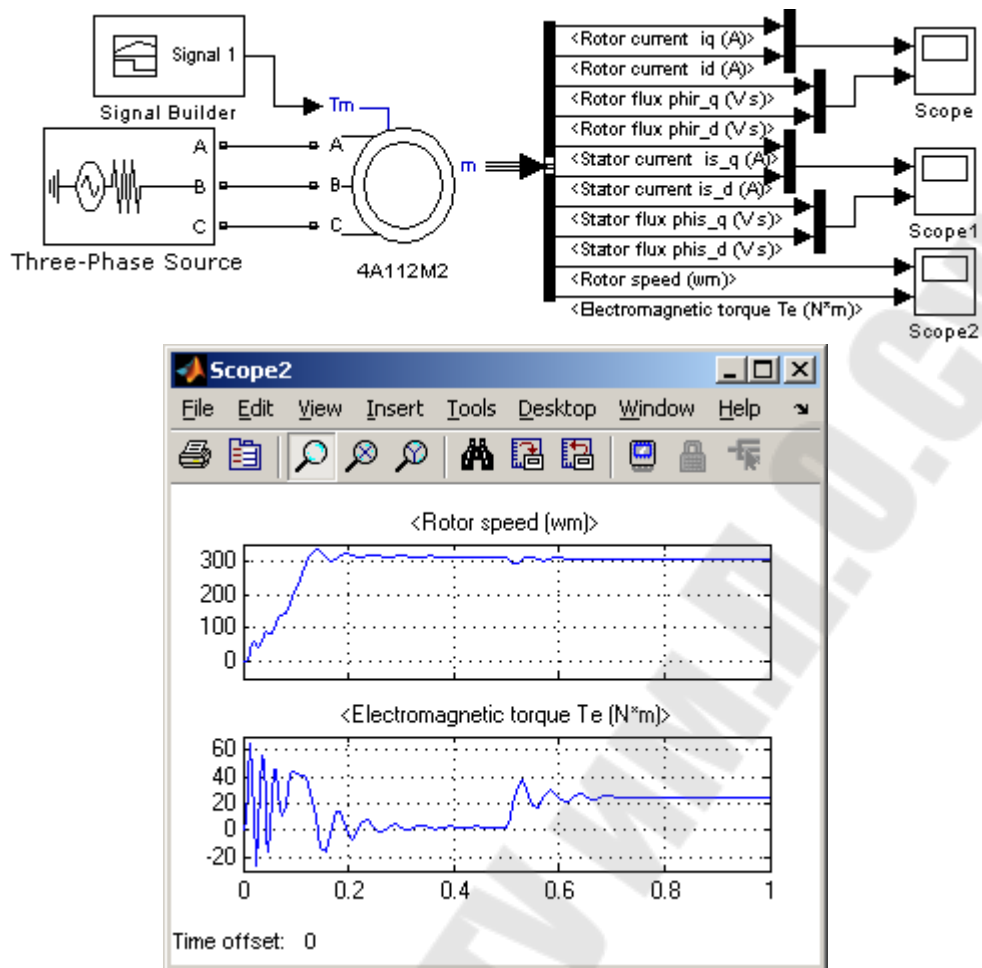 Signal 1
Signal Builder
Tm
A
B
C
A
B
C
m
Three-Phase Source
4A112M2
<Rotor current iq (A)>
<Rotor current id (A)>
<Rotor flux phir_q (V s)>
<Rotor flux phir_d (V s)>
<Stator current is_q (A)>
<Stator current is_d (A)>
<Stator flux phis_q (V s)>
<Stator flux phis_d (V s)>
<Rotor speed (wm)>
<Electromagnetic torque Te (N*m)>
Scope
Scope1
Scope2
Scope2
File Edit View Insert Tools Desktop Window Help
<Rotor speed (wm)>
300
200
100
0
<Electromagnetic torque Te (N*m)>
60
40
20
0
-20
0 0.2 0.4 0.6 0.8 1
Time offset: 0